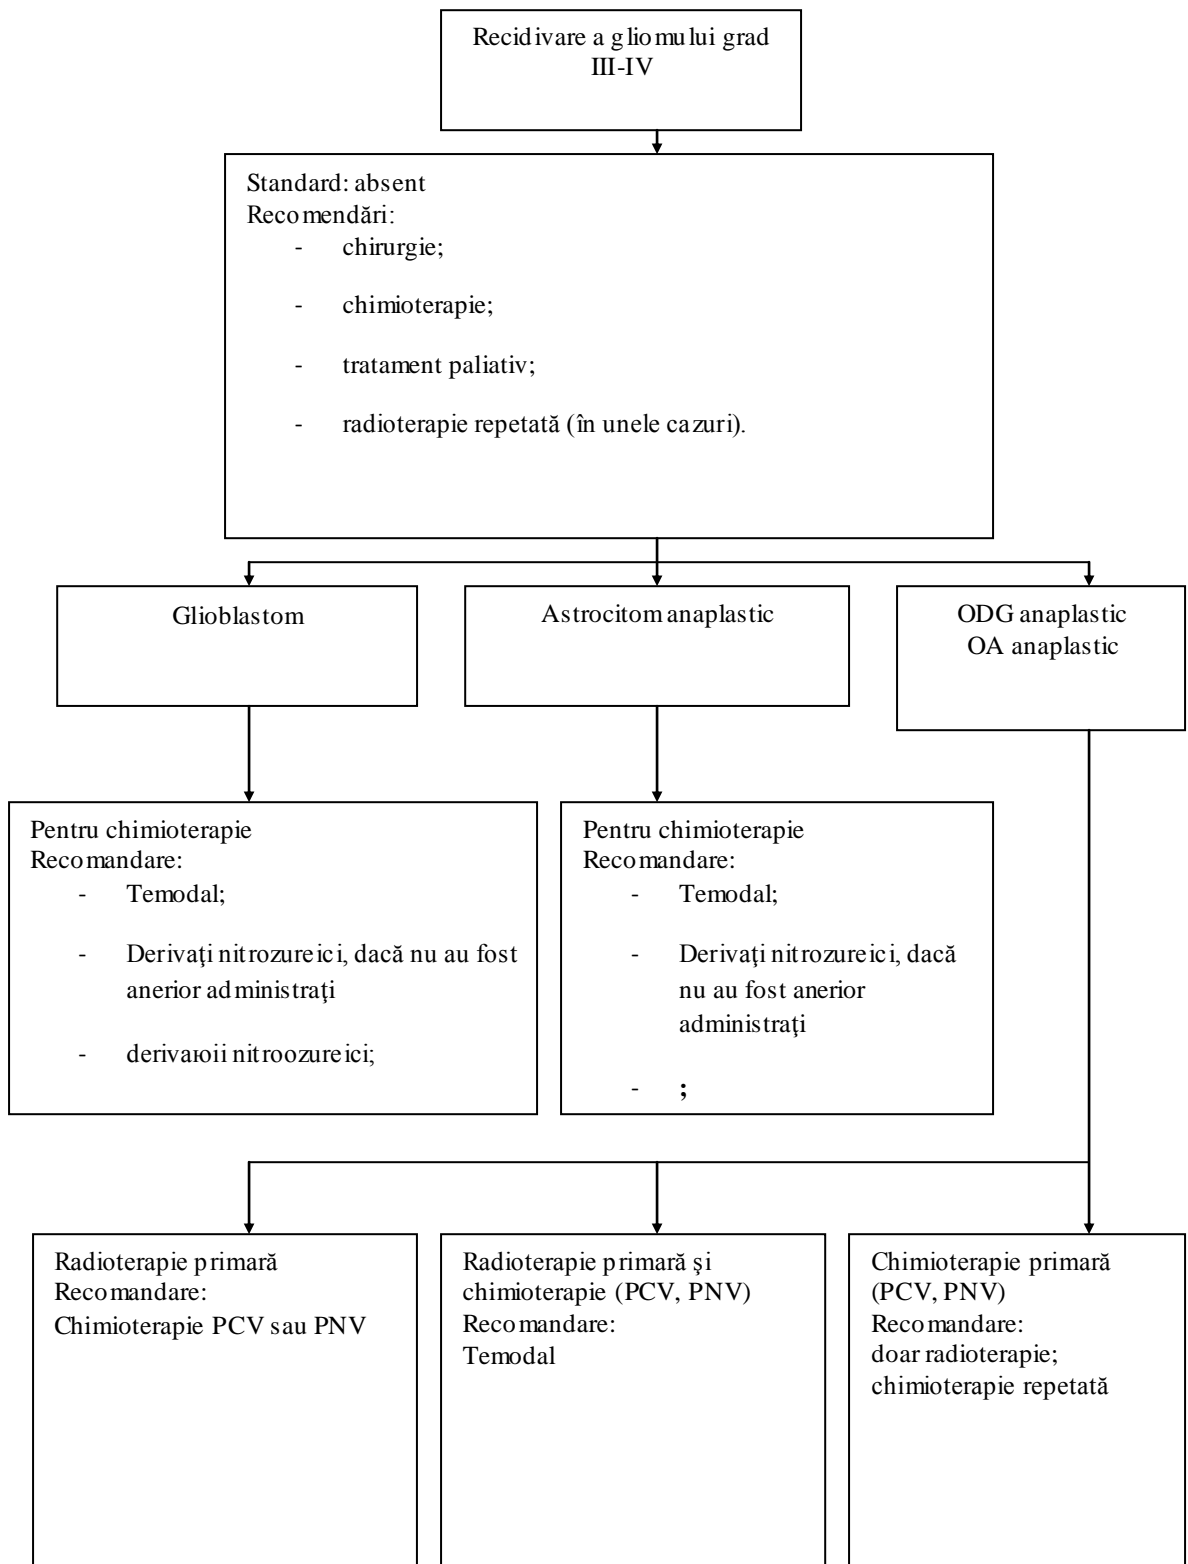 Recidivare a gliomului grad
III-IV
Standard: absent
Recomendări:
- chirurgie;
- chimioterapie;
- tratament paliativ;
- radioterapie repetată (în unele cazuri).
Glioblastom
Astrocitom anaplastic
ODG anaplastic
OA anaplastic
Pentru chimioterapie
Recomandare:
- Temodal;
- Derivaţi nitrozureici, dacă nu au fost
anerior administraţi
- derivaюii nitroozureici;
Pentru chimioterapie
Recomandare:
- Temodal;
- Derivaţi nitrozureici, dacă
nu au fost anerior
administraţi
- ;
Radioterapie primară
Recomandare:
Chimioterapie PCV sau PNV
Radioterapie primară şi
chimioterapie (PCV, PNV)
Recomandare:
Temodal
Chimioterapie primară
(PCV, PNV)
Recomandare:
doar radioterapie;
chimioterapie repetată